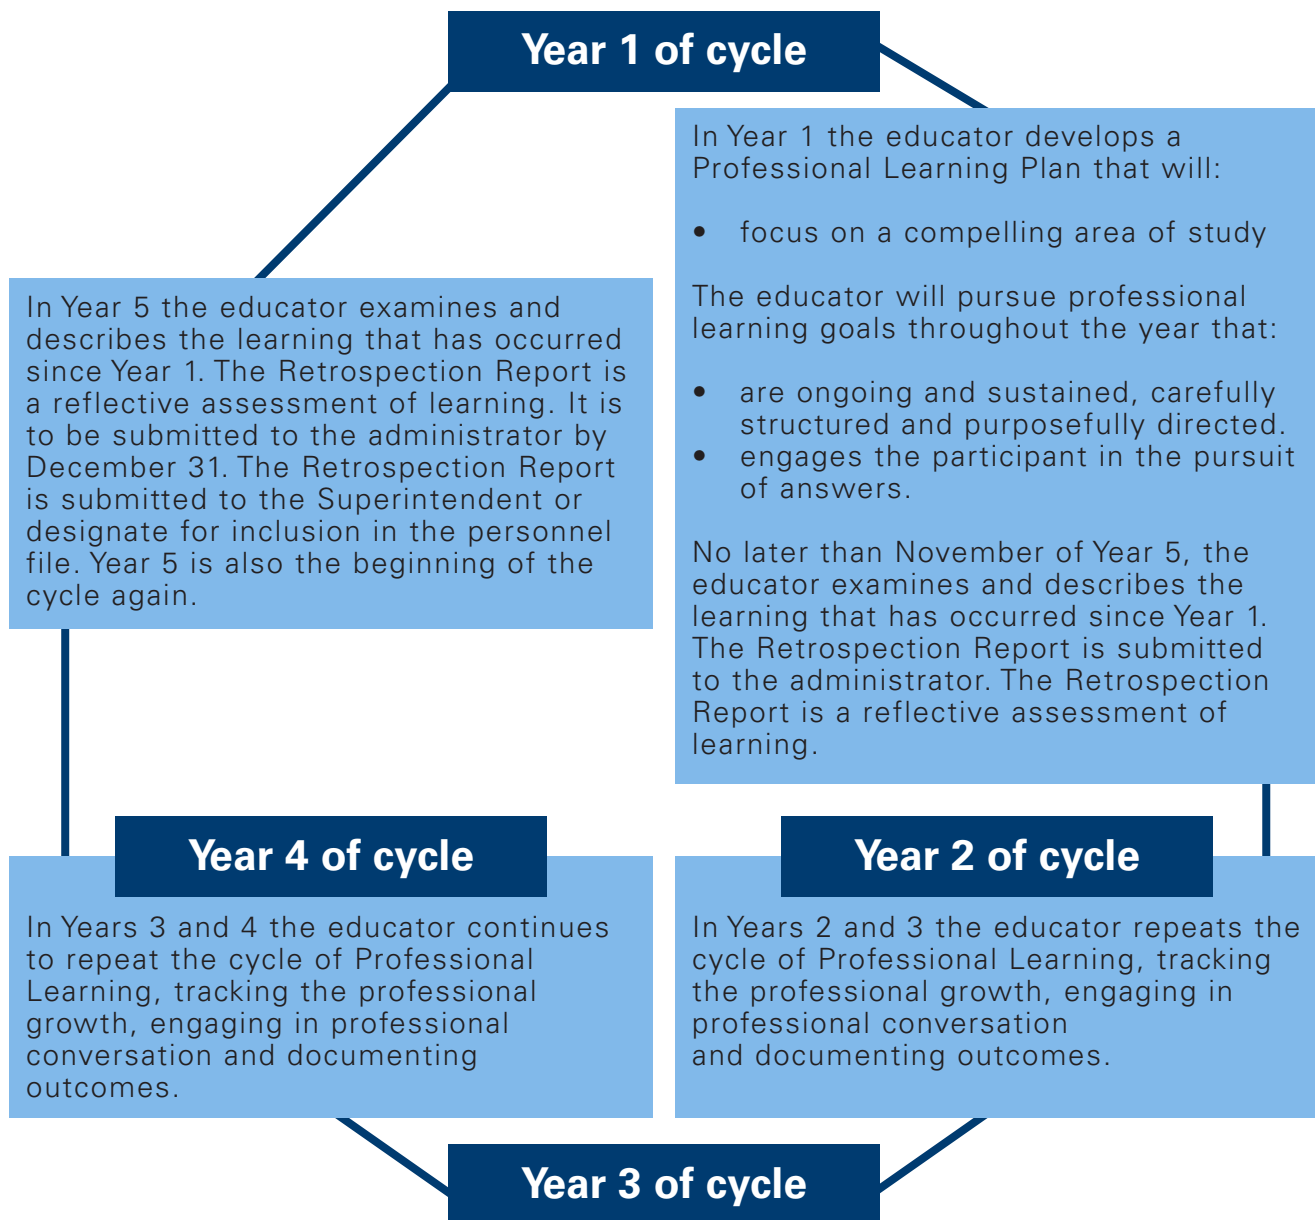 Year 1 of cycle
In Year 1 the educator develops a
Professional Learning Plan that will:
• focus on a compelling area of study
The educator will pursue professional
learning goals throughout the year that:
• are ongoing and sustained, carefully
structured and purposefully directed.
• engages the participant in the pursuit
of answers.
No later than November of Year 5, the
educator examines and describes the
learning that has occurred since Year 1.
The Retrospection Report is submitted
to the administrator. The Retrospection
Report is a reflective assessment of
learning.
Year 2 of cycle
In Years 2 and 3 the educator repeats the
cycle of Professional Learning, tracking
the professional growth, engaging in
professional conversation
and documenting outcomes.
Year 3 of cycle
Year 4 of cycle
In Years 3 and 4 the educator continues
to repeat the cycle of Professional
Learning, tracking the professional
growth, engaging in professional
conversation and documenting
outcomes.
In Year 5 the educator examines and
describes the learning that has occurred
since Year 1. The Retrospection Report is
a reflective assessment of learning. It is
to be submitted to the administrator by
December 31. The Retrospection Report
is submitted to the Superintendent or
designate for inclusion in the personnel
file. Year 5 is also the beginning of the
cycle again.